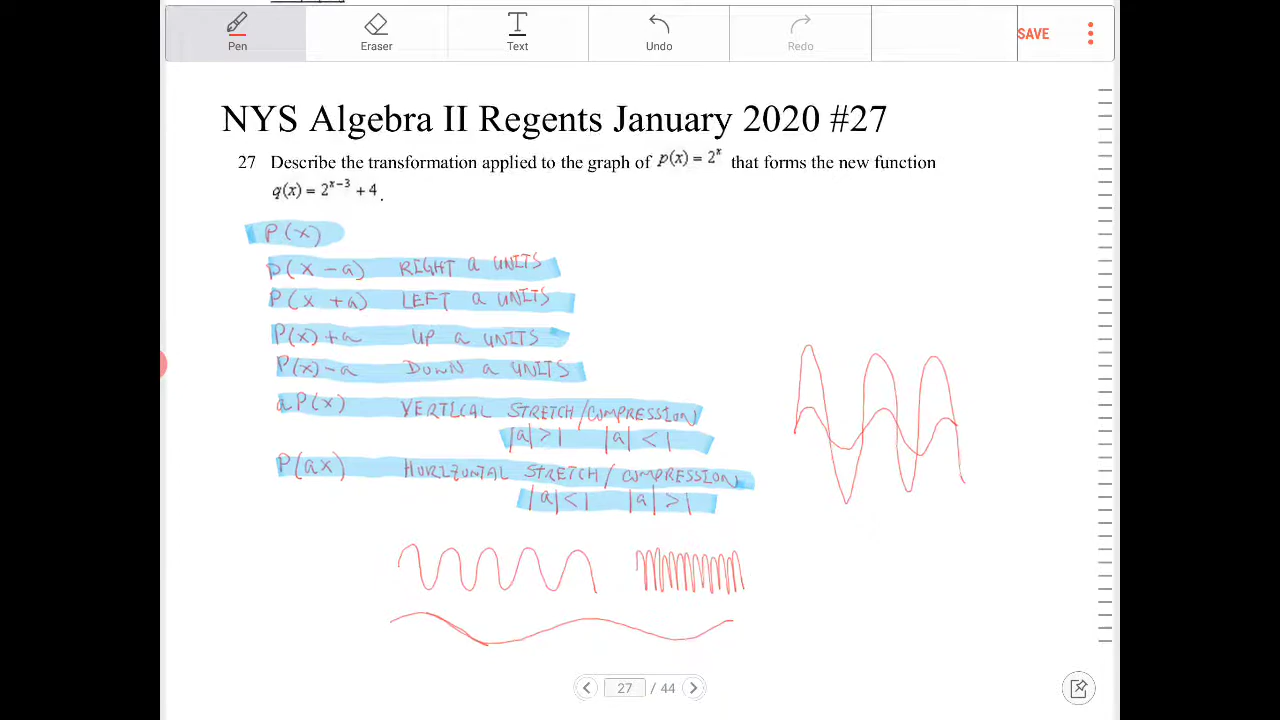 Pen Eraser Text Undo Redo SAVE
NYS Algebra II Regents January 2020 #27
27 Describe the transformation applied to the graph of p(x) = 2ˣ that forms the new function
q(x) = 2ˣ⁻³ + 4.
P(x)
P(x-a) RIGHT a UNITS
P(x+a) LEFT a UNITS
P(x)+a UP a UNITS
P(x)-a DOWN a UNITS
aP(x) VERTICAL STRETCH/COMPRESSION
|a|>1 |a|<1
P(ax) HORIZONTAL STRETCH/COMPRESSION
|a|<1 |a|>1
27 / 44